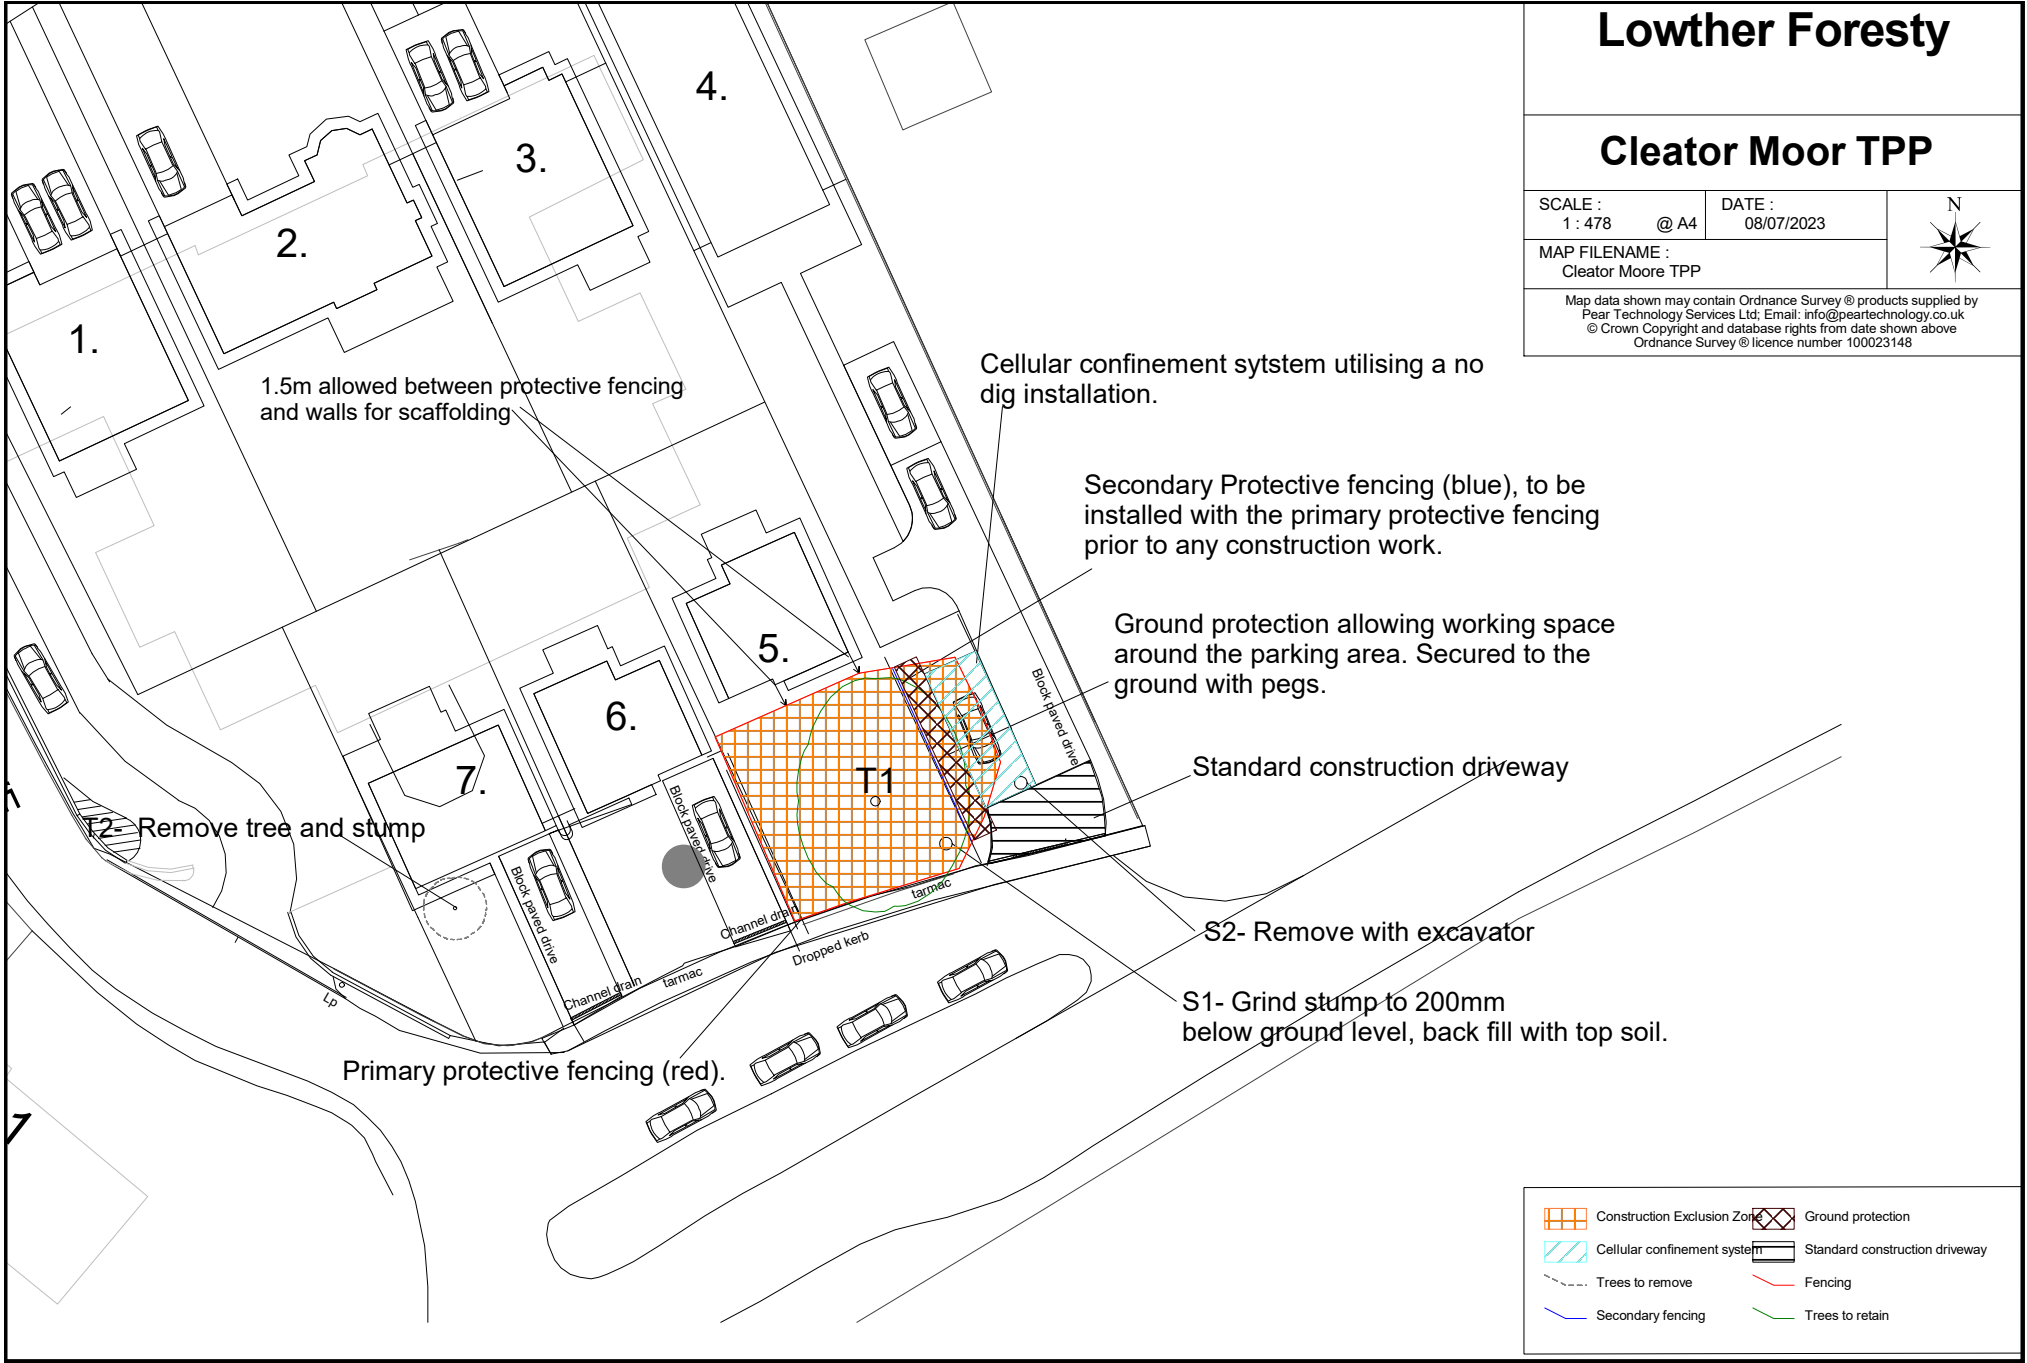 Lowther Foresty
Cleator Moor TPP
SCALE :
1 : 478 @ A4
DATE :
08/07/2023
N
MAP FILENAME :
Cleator Moore TPP
Map data shown may contain Ordnance Survey ® products supplied by
Pear Technology Services Ltd; Email: info@peartechnology.co.uk
© Crown Copyright and database rights from date shown above
Ordnance Survey ® licence number 100023148
4.
3.
2.
1.
1.5m allowed between protective fencing
and walls for scaffolding
Cellular confinement sytstem utilising a no
dig installation.
Secondary Protective fencing (blue), to be
installed with the primary protective fencing
prior to any construction work.
Ground protection allowing working space
around the parking area. Secured to the
ground with pegs.
5.
6.
7.
T1
Block paved drive
Standard construction driveway
T2- Remove tree and stump
Block paved drive
Block paved drive
tarmac
Channel drain
Dropped kerb
Channel drain
tarmac
Lp
S2- Remove with excavator
S1- Grind stump to 200mm
below ground level, back fill with top soil.
Primary protective fencing (red).
1
Construction Exclusion Zone
Ground protection
Cellular confinement system
Standard construction driveway
Trees to remove
Fencing
Secondary fencing
Trees to retain